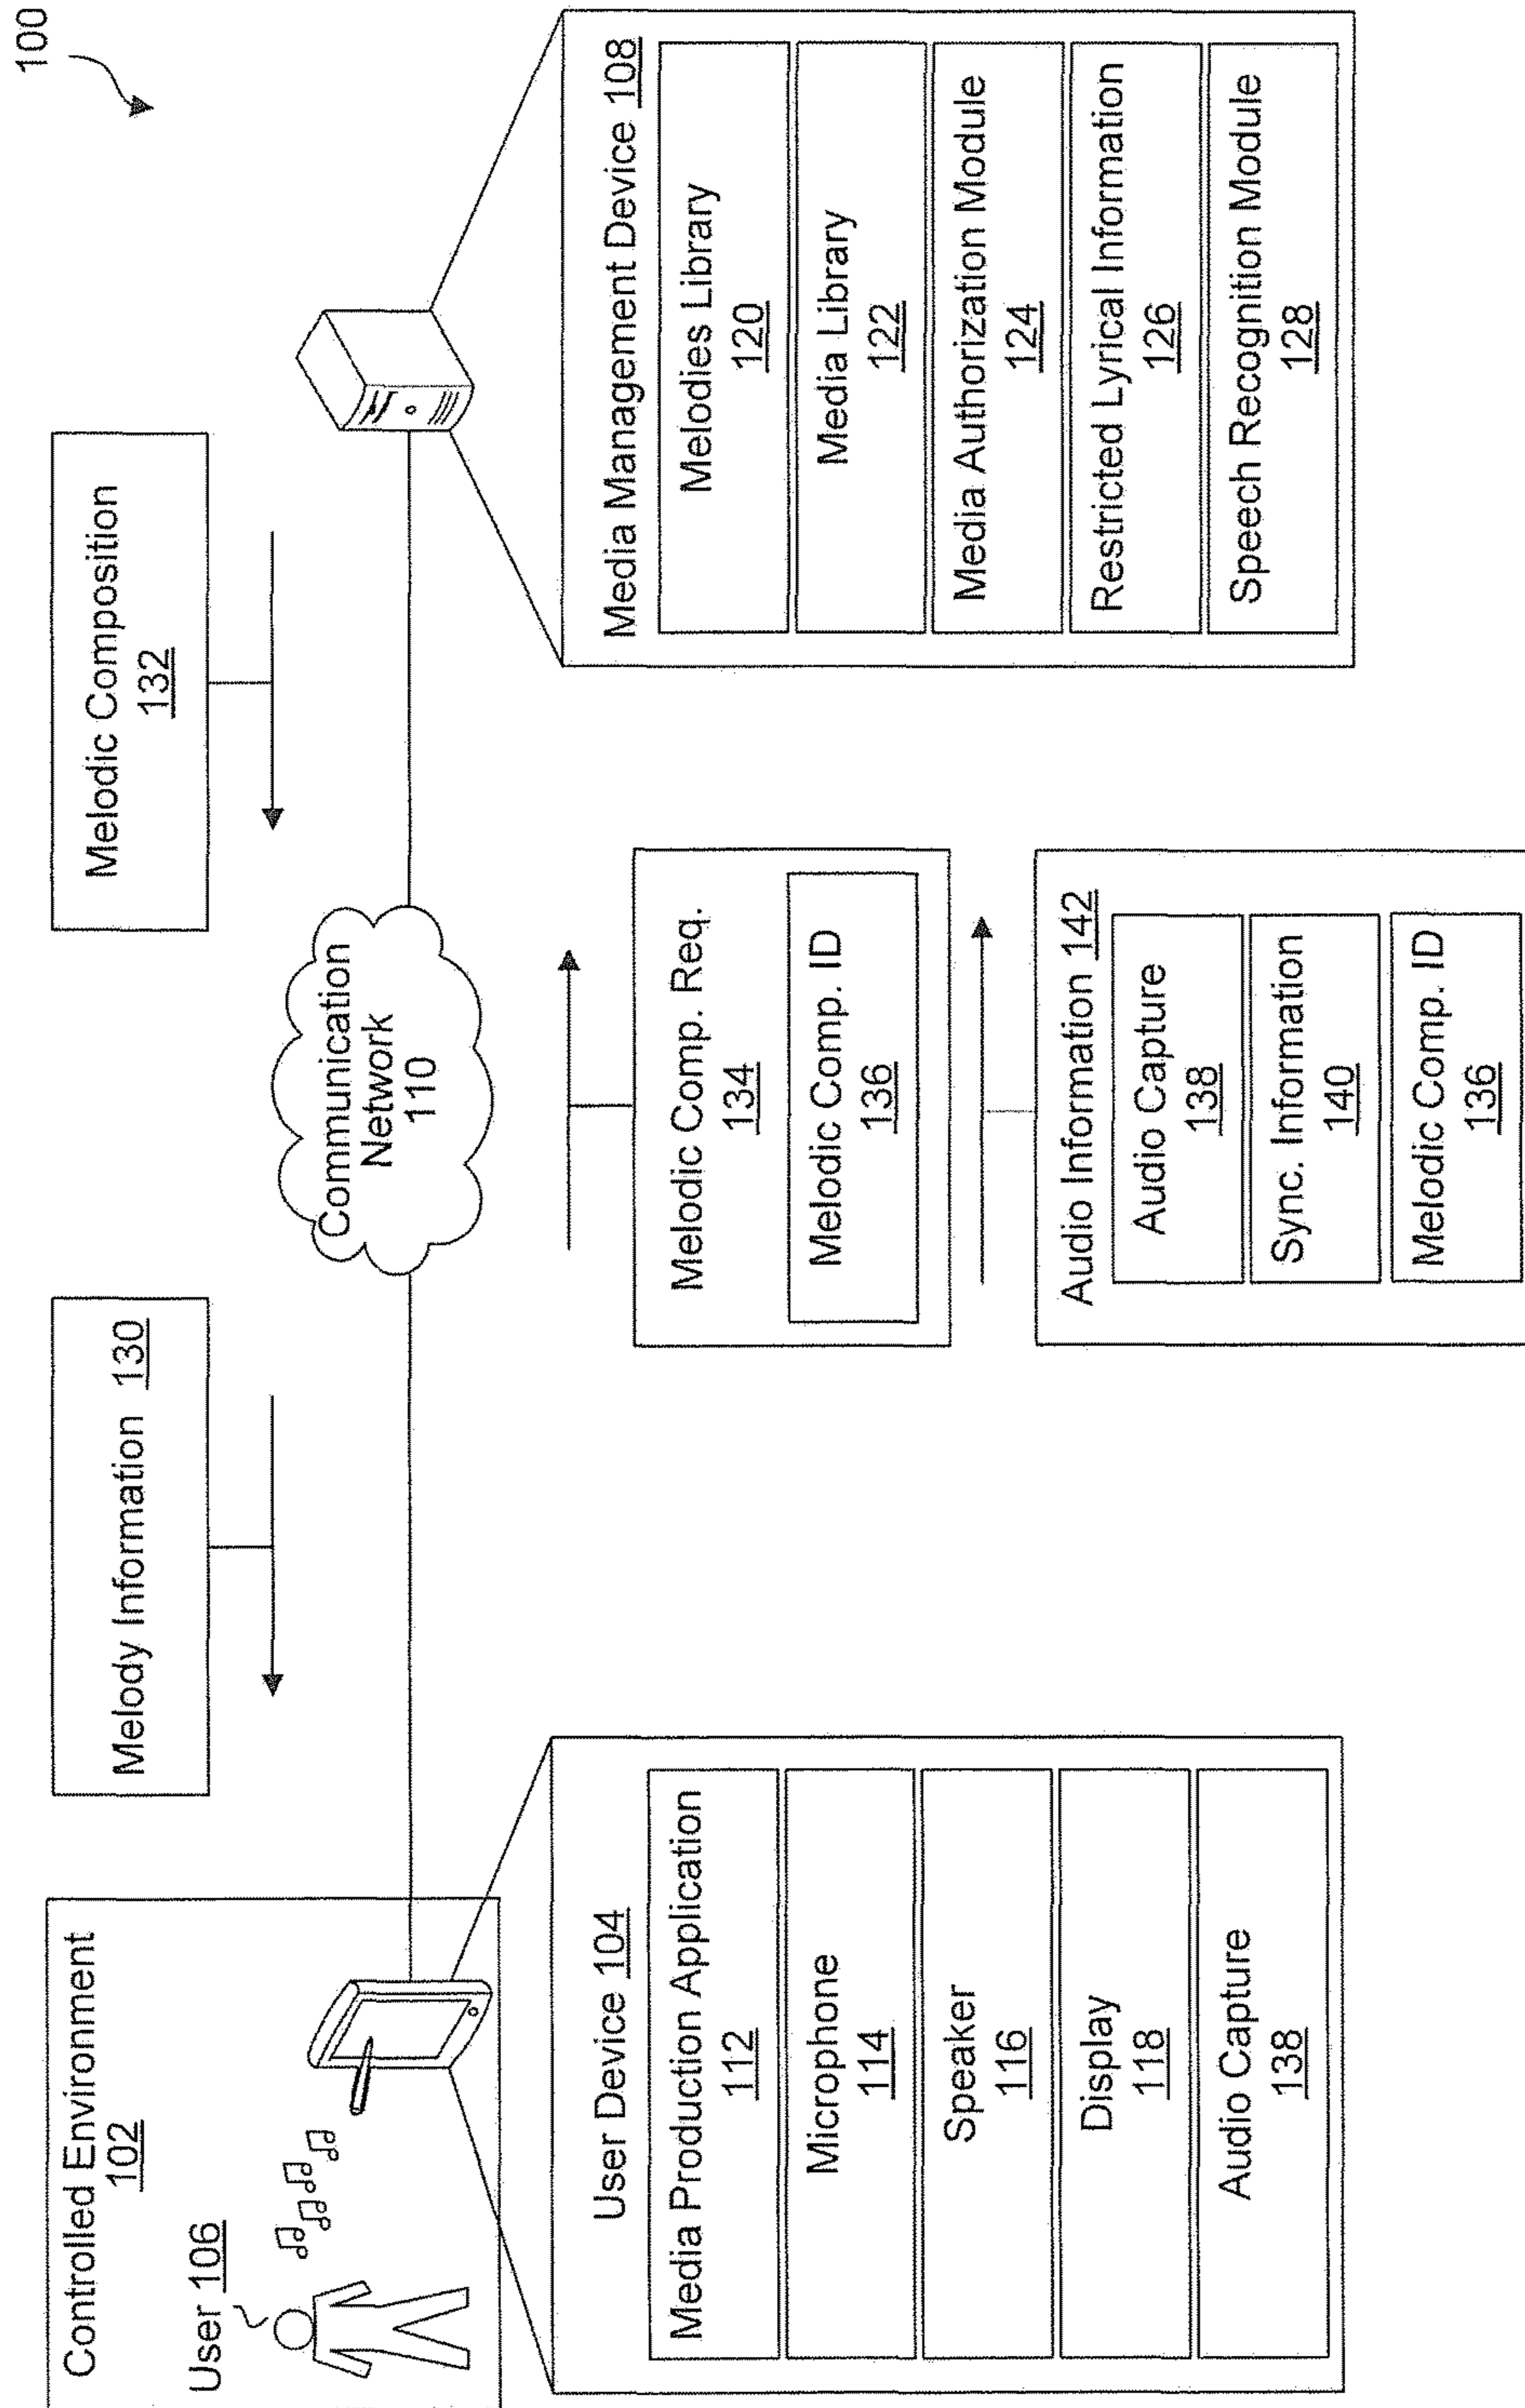 100
Controlled Environment
102
User 106
Melody Information 130
Communication
Network
110
Melodic Composition
132
User Device 104
Media Production Application
112
Microphone
114
Speaker
116
Display
118
Audio Capture
138
Melodic Comp. Req.
134
Melodic Comp. ID
136
Audio Information 142
Audio Capture
138
Sync. Information
140
Melodic Comp. ID
136
Media Management Device 108
Melodies Library
120
Media Library
122
Media Authorization Module
124
Restricted Lyrical Information
126
Speech Recognition Module
128